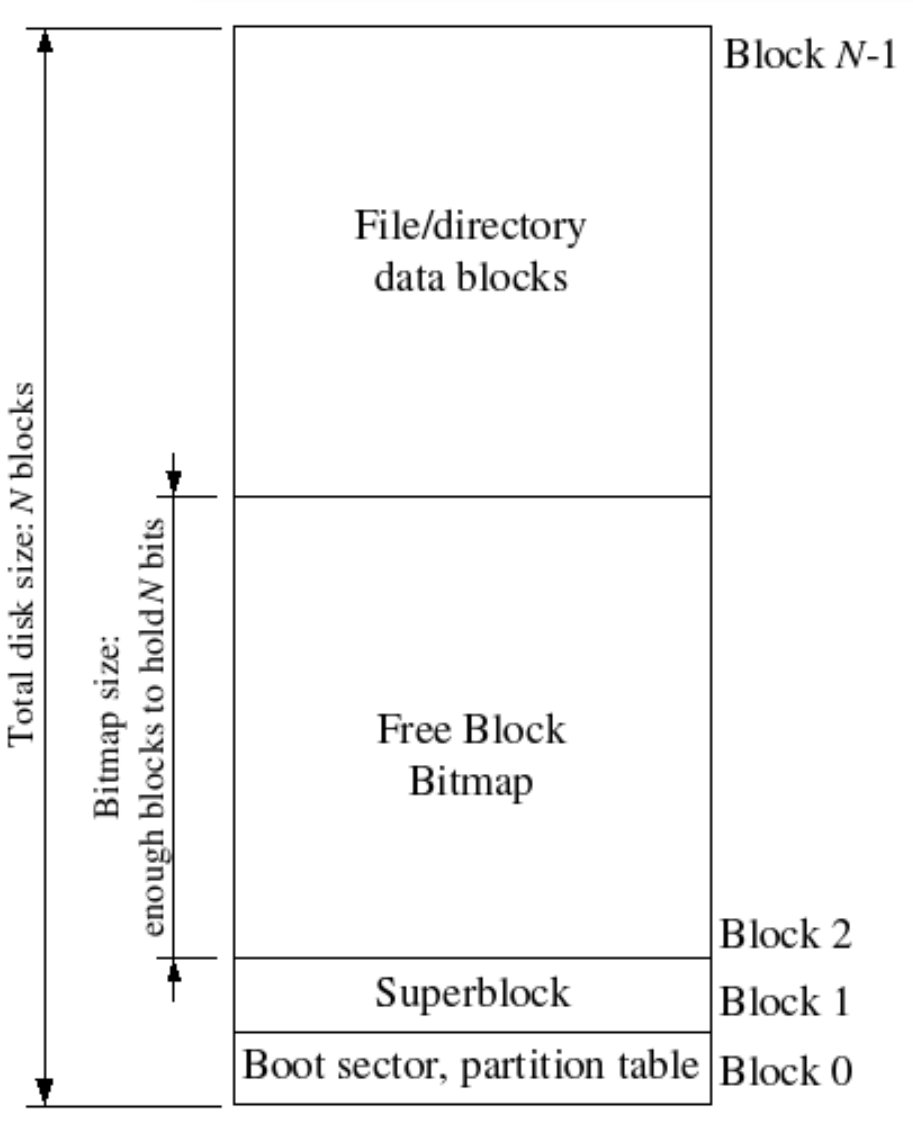 Block N-1
File/directory
data blocks
Total disk size: N blocks
Bitmap size:
enough blocks to hold N bits
Free Block
Bitmap
Block 2
Superblock
Block 1
Boot sector, partition table
Block 0